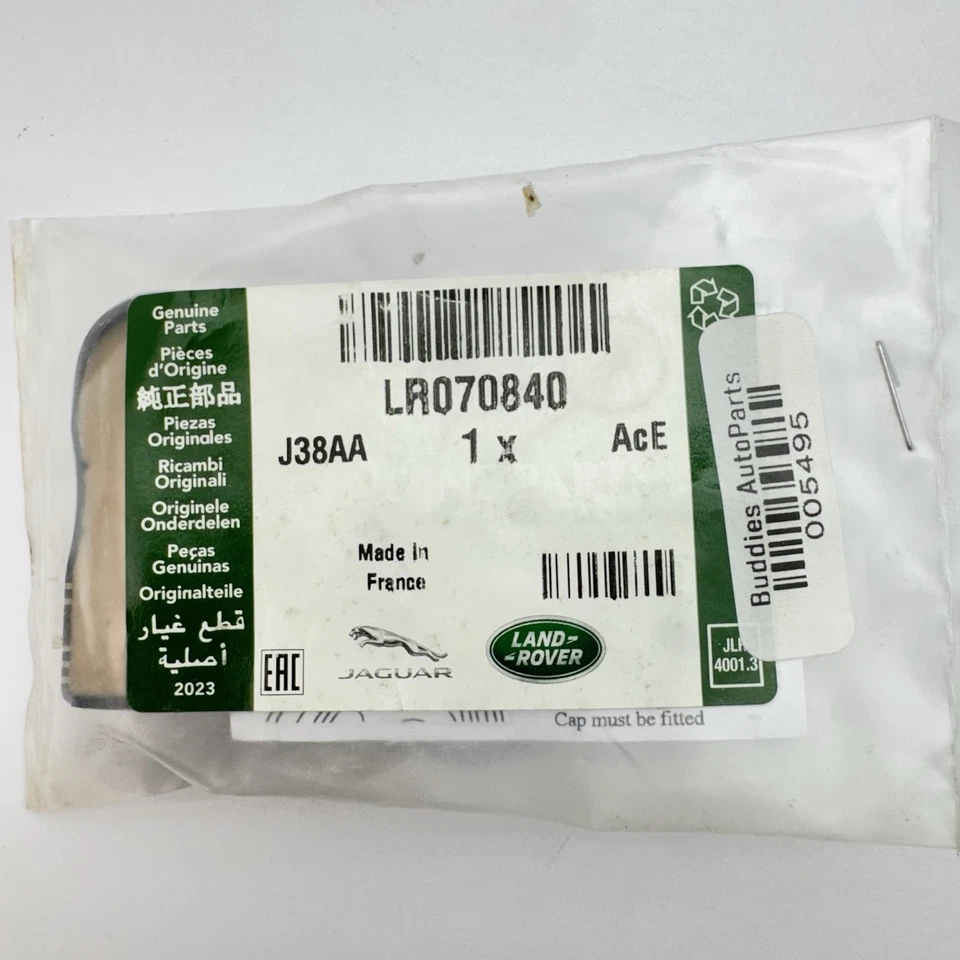 Genuine
Parts
Pièces
d'Origine
純正部品
Piezas
Originales
Ricambi
Originali
Originele
Onderdelen
Peças
Genuinas
Originalteile
قطع غيار
أصلية
2023
LR070840
J38AA 1 x AcE
Made In
France
EAC
JAGUAR
LAND-
-ROVER
JLR
4001.3
Buddies AutoParts
005495
Cap must be fitted